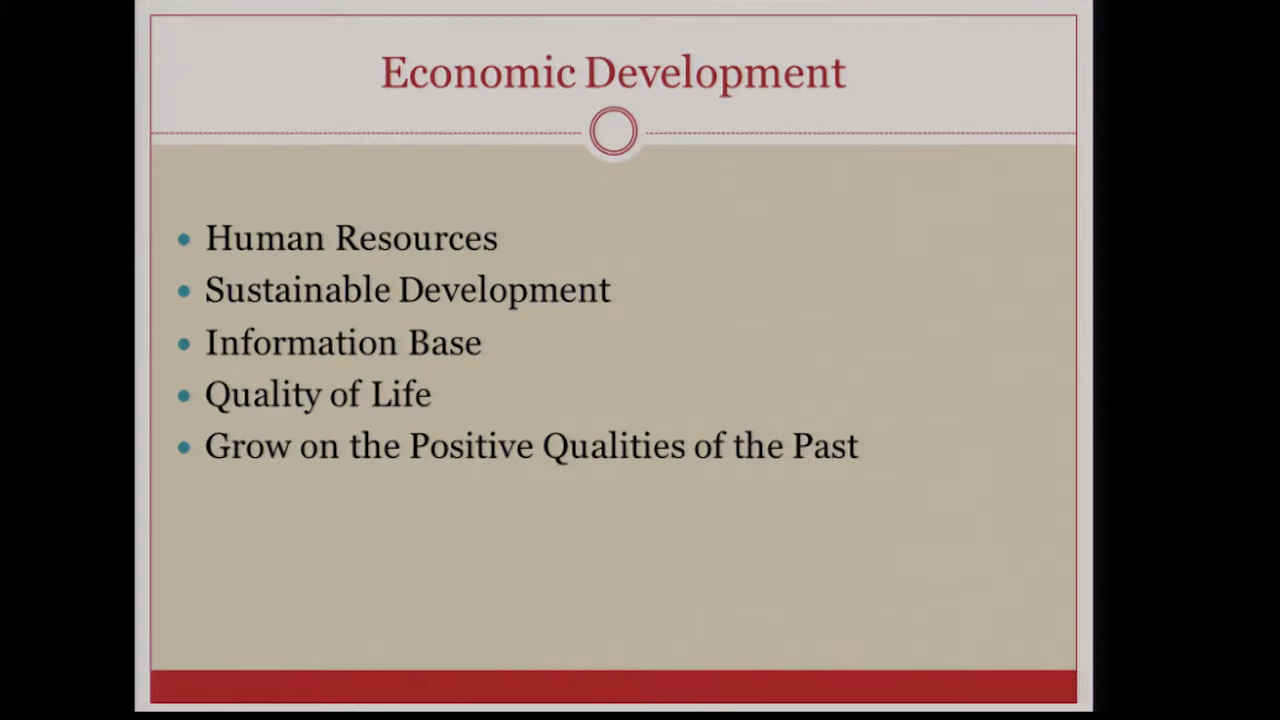 Economic Development
Human Resources
Sustainable Development
Information Base
Quality of Life
Grow on the Positive Qualities of the Past